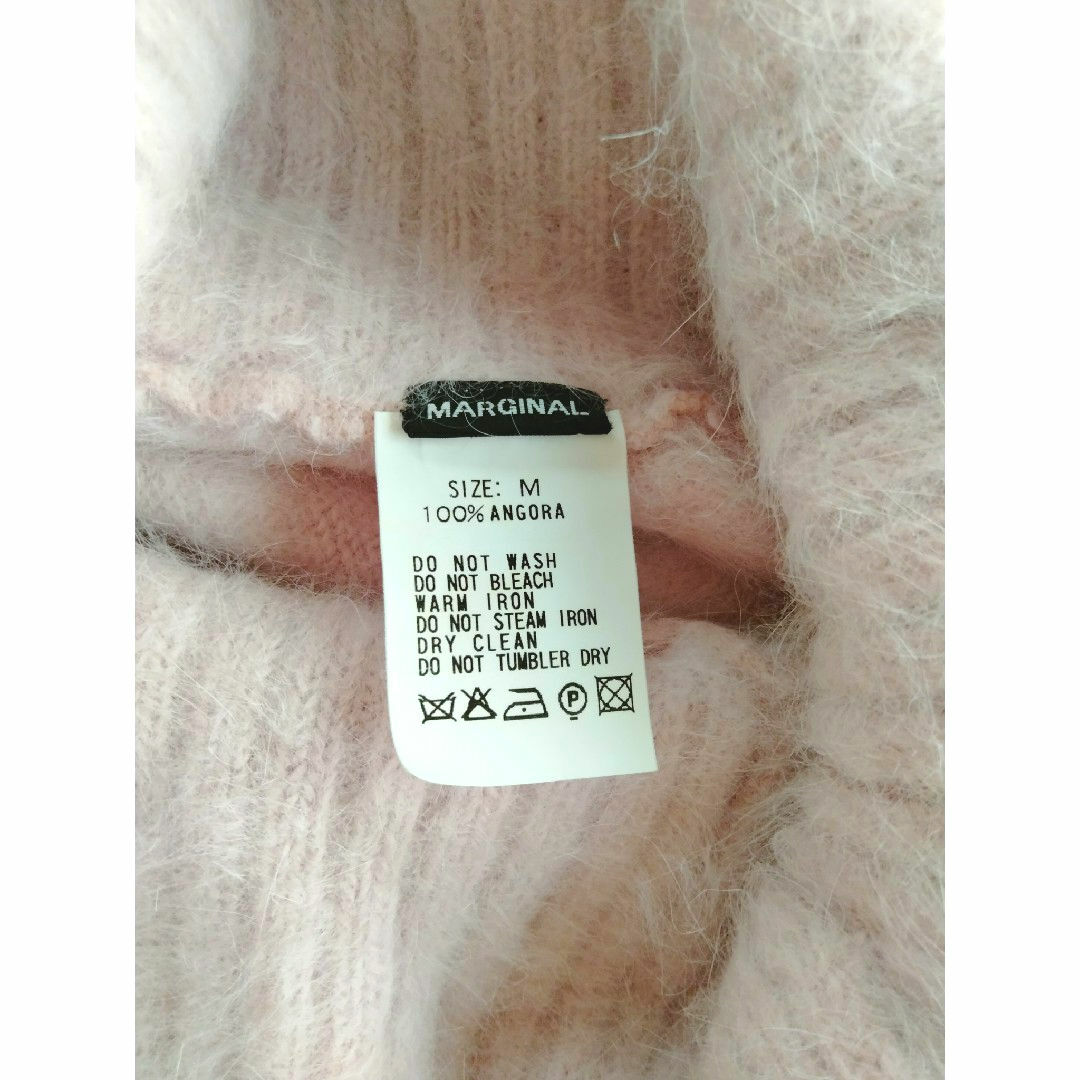 MARGINAL
SIZE: M
100% ANGORA
DO NOT WASH
DO NOT BLEACH
WARM IRON
DO NOT STEAM IRON
DRY CLEAN
DO NOT TUMBLER DRY
P